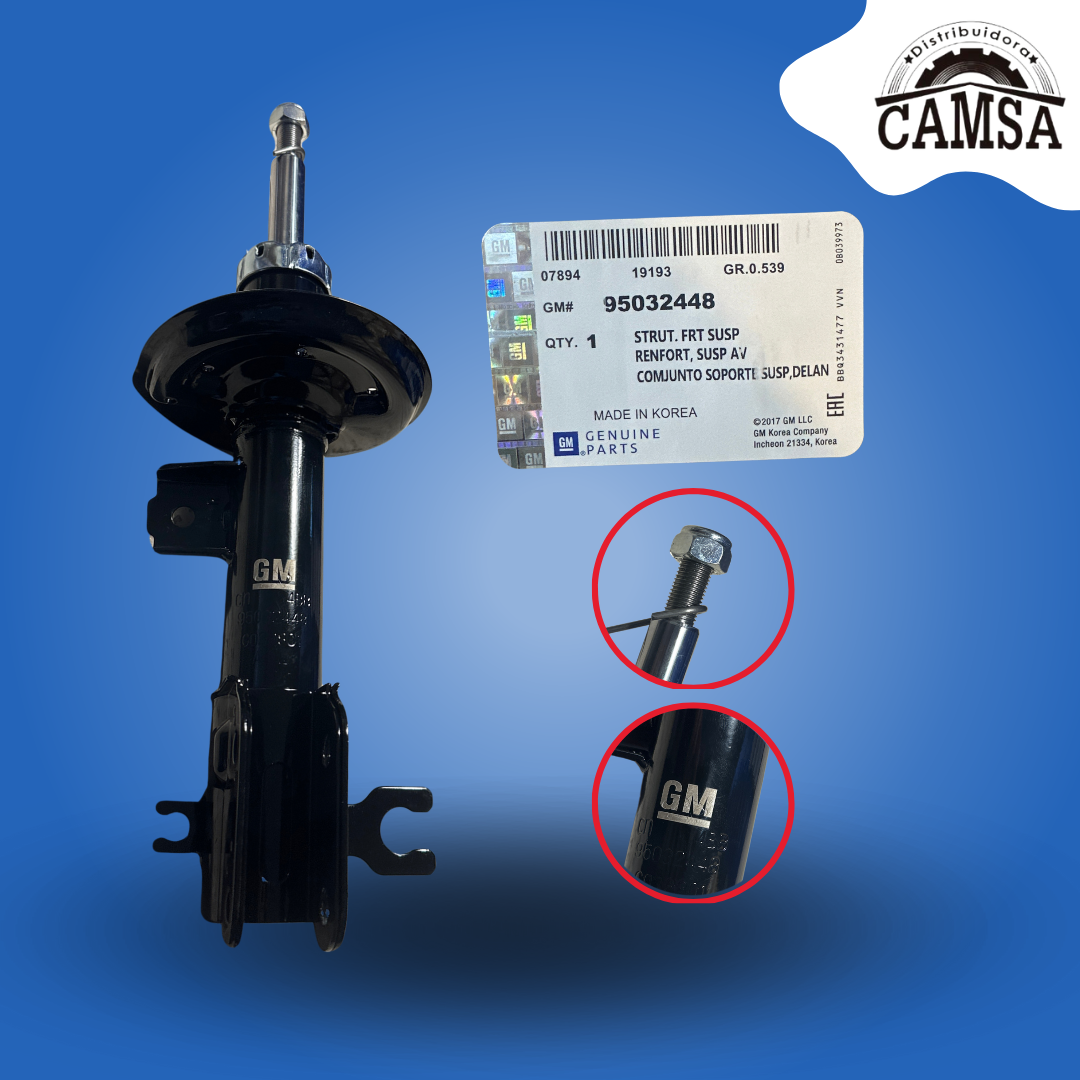 ★Distribuidora★
CAMSA
GM
07894 19193 GR.0.539
GM# 95032448
QTY. 1
STRUT. FRT SUSP
RENFORT, SUSP AV
COMJUNTO SOPORTE SUSP,DELAN
MADE IN KOREA
GM GENUINE
PARTS
©2017 GM LLC
GM Korea Company
Incheon 21334, Korea
EAC
BBQ3431477 VVN 0B039973
GM
GM